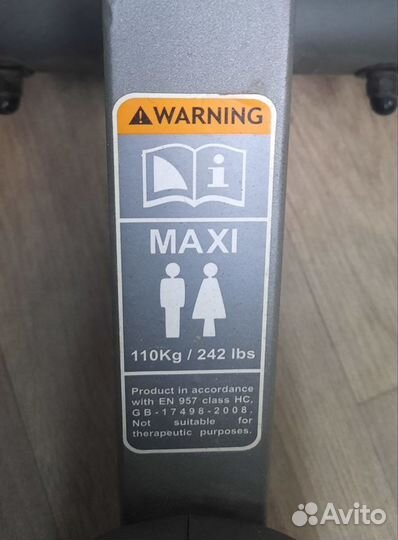 WARNING
i
MAXI
110Kg / 242 lbs
Product in accordance
with EN 957 class HC,
GB-17498-2008.
Not suitable for
therapeutic purposes.
Avito